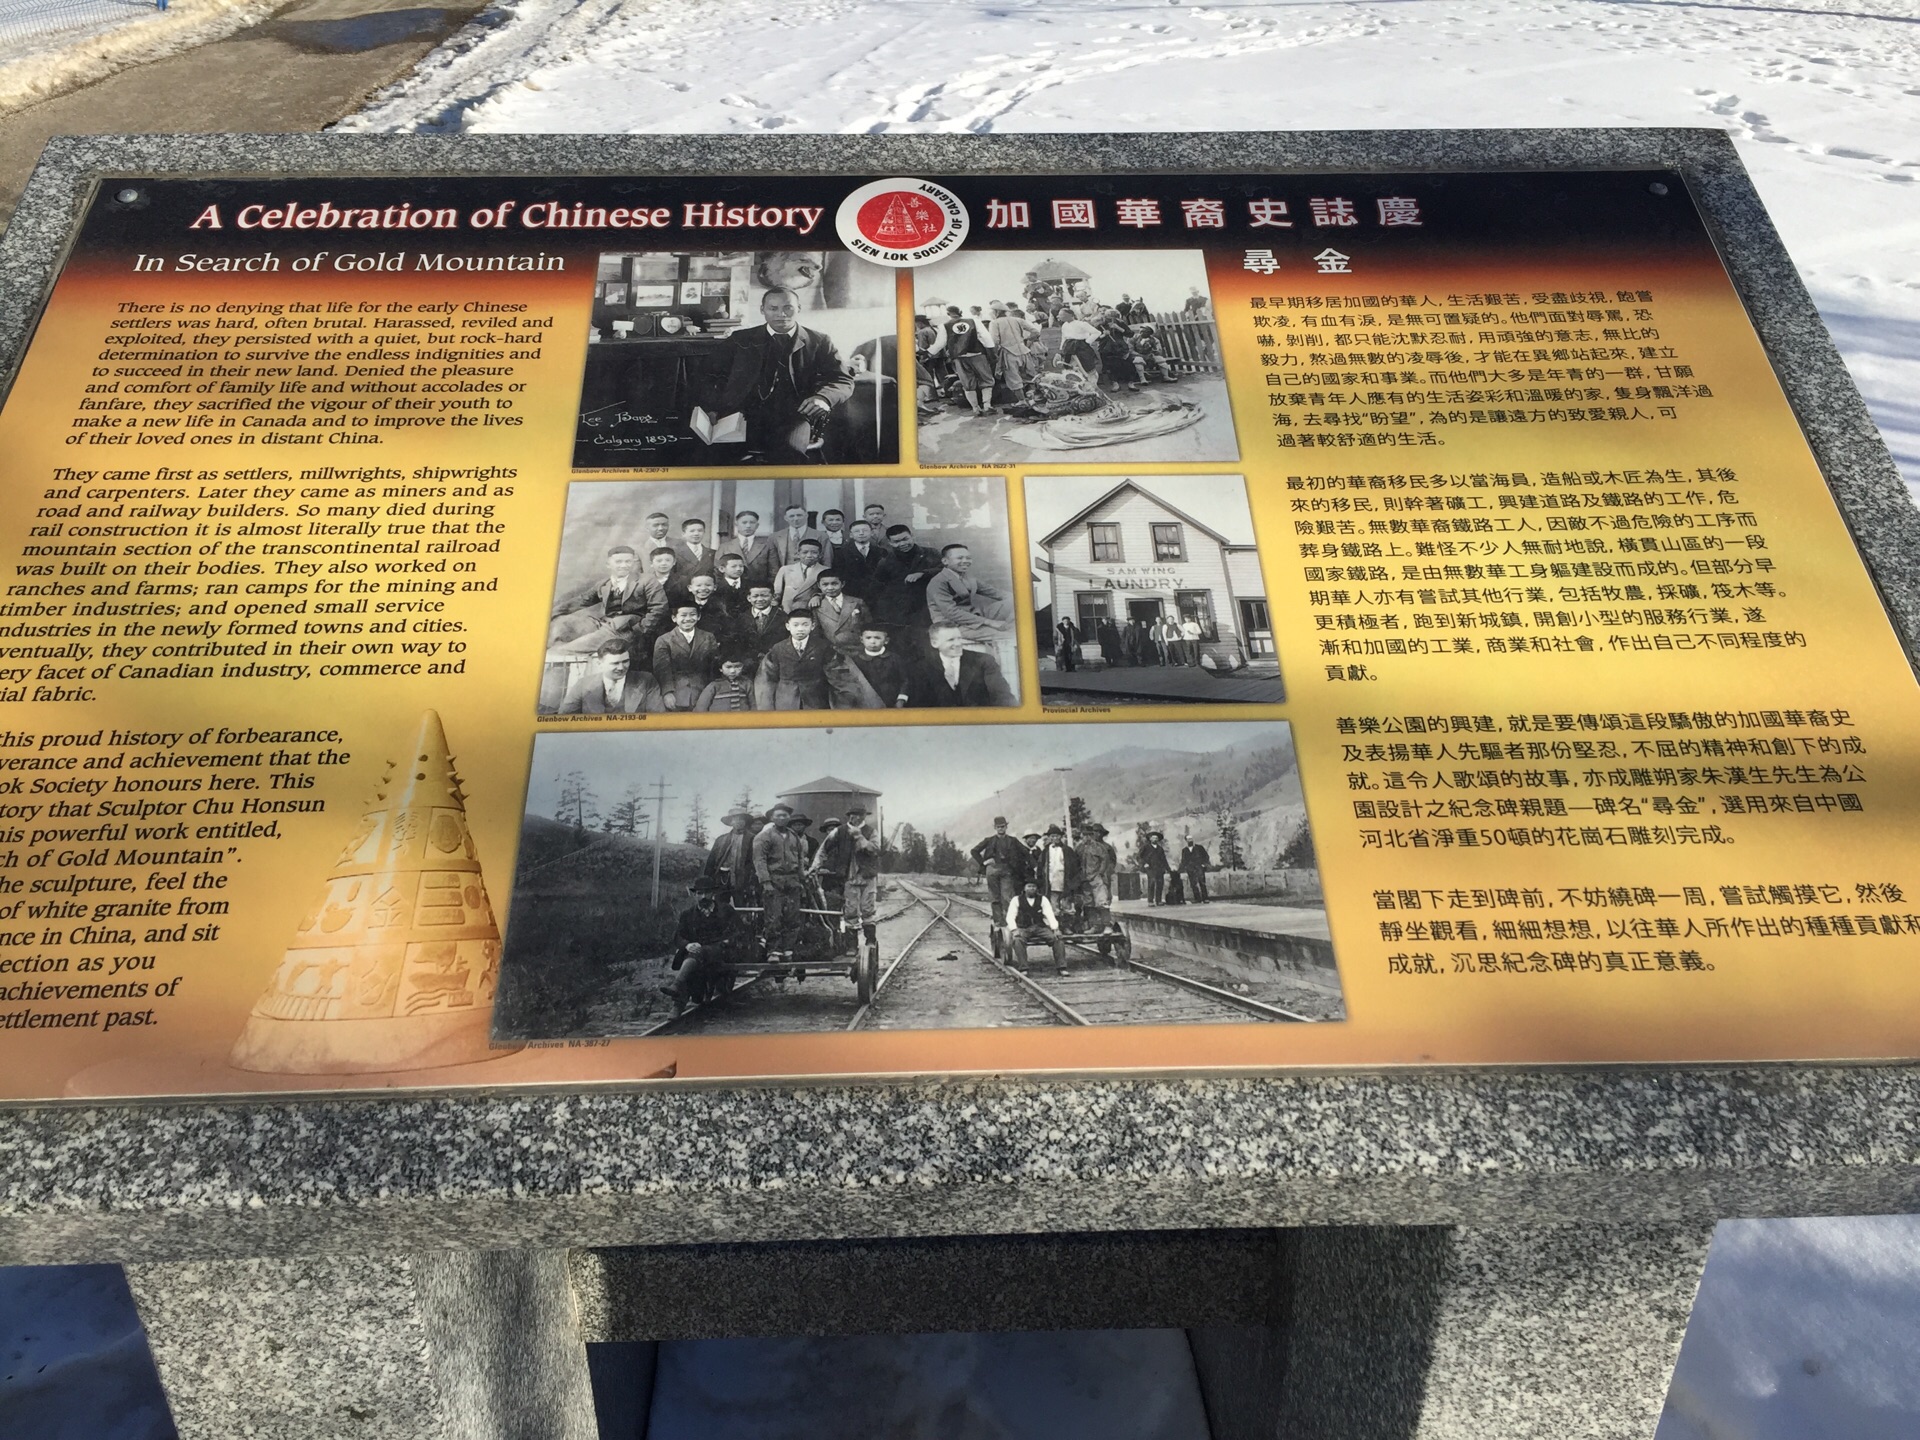 A Celebration of Chinese History
善樂社
SIEN LOK SOCIETY OF CALGARY
加國華裔史誌慶
In Search of Gold Mountain
尋金
There is no denying that life for the early Chinese
settlers was hard, often brutal. Harassed, reviled and
exploited, they persisted with a quiet, but rock-hard
determination to survive the endless indignities and
to succeed in their new land. Denied the pleasure
and comfort of family life and without accolades or
fanfare, they sacrificed the vigour of their youth to
make a new life in Canada and to improve the lives
of their loved ones in distant China.
They came first as settlers, millwrights, shipwrights
and carpenters. Later they came as miners and as
road and railway builders. So many died during
rail construction it is almost literally true that the
mountain section of the transcontinental railroad
was built on their bodies. They also worked on
ranches and farms; ran camps for the mining and
timber industries; and opened small service
ndustries in the newly formed towns and cities.
ventually, they contributed in their own way to
ery facet of Canadian industry, commerce and
ial fabric.
this proud history of forbearance,
verance and achievement that the
ok Society honours here. This
tory that Sculptor Chu Honsun
his powerful work entitled,
ch of Gold Mountain”.
he sculpture, feel the
of white granite from
nce in China, and sit
lection as you
achievements of
ettlement past.
金
Lee Bong —
— Calgary 1893 —
Glenbow Archives NA-2307-31
Glenbow Archives NA 2622-31
Glenbow Archives NA-2193-08
SAM WING
LAUNDRY.
Provincial Archives
Glenbow Archives NA-387-27
最早期移居加國的華人, 生活艱苦, 受盡歧視, 飽嘗
欺凌, 有血有淚, 是無可置疑的。他們面對辱罵, 恐
嚇, 剝削, 都只能沈默忍耐, 用頑強的意志, 無比的
毅力, 熬過無數的凌辱後, 才能在異鄉站起來, 建立
自己的國家和事業。而他們大多是年青的一群, 甘願
放棄青年人應有的生活姿彩和溫暖的家, 隻身飄洋過
海, 去尋找“盼望”, 為的是讓遠方的致愛親人, 可
過著較舒適的生活。
最初的華裔移民多以當海員, 造船或木匠為生, 其後
來的移民, 則幹著礦工, 興建道路及鐵路的工作, 危
險艱苦。無數華裔鐵路工人, 因敵不過危險的工序而
葬身鐵路上。難怪不少人無耐地說, 橫貫山區的一段
國家鐵路, 是由無數華工身軀建設而成的。但部分早
期華人亦有嘗試其他行業, 包括牧農, 採礦, 筏木等。
更積極者, 跑到新城鎮, 開創小型的服務行業, 遂
漸和加國的工業, 商業和社會, 作出自己不同程度的
貢獻。
善樂公園的興建, 就是要傳頌這段驕傲的加國華裔史
及表揚華人先驅者那份堅忍, 不屈的精神和創下的成
就。這令人歌頌的故事, 亦成雕朔家朱漢生先生為公
園設計之紀念碑親題—碑名“尋金”, 選用來自中國
河北省淨重50頓的花崗石雕刻完成。
當閣下走到碑前, 不妨繞碑一周, 嘗試觸摸它, 然後
靜坐觀看, 細細想想, 以往華人所作出的種種貢獻和
成就, 沉思紀念碑的真正意義。